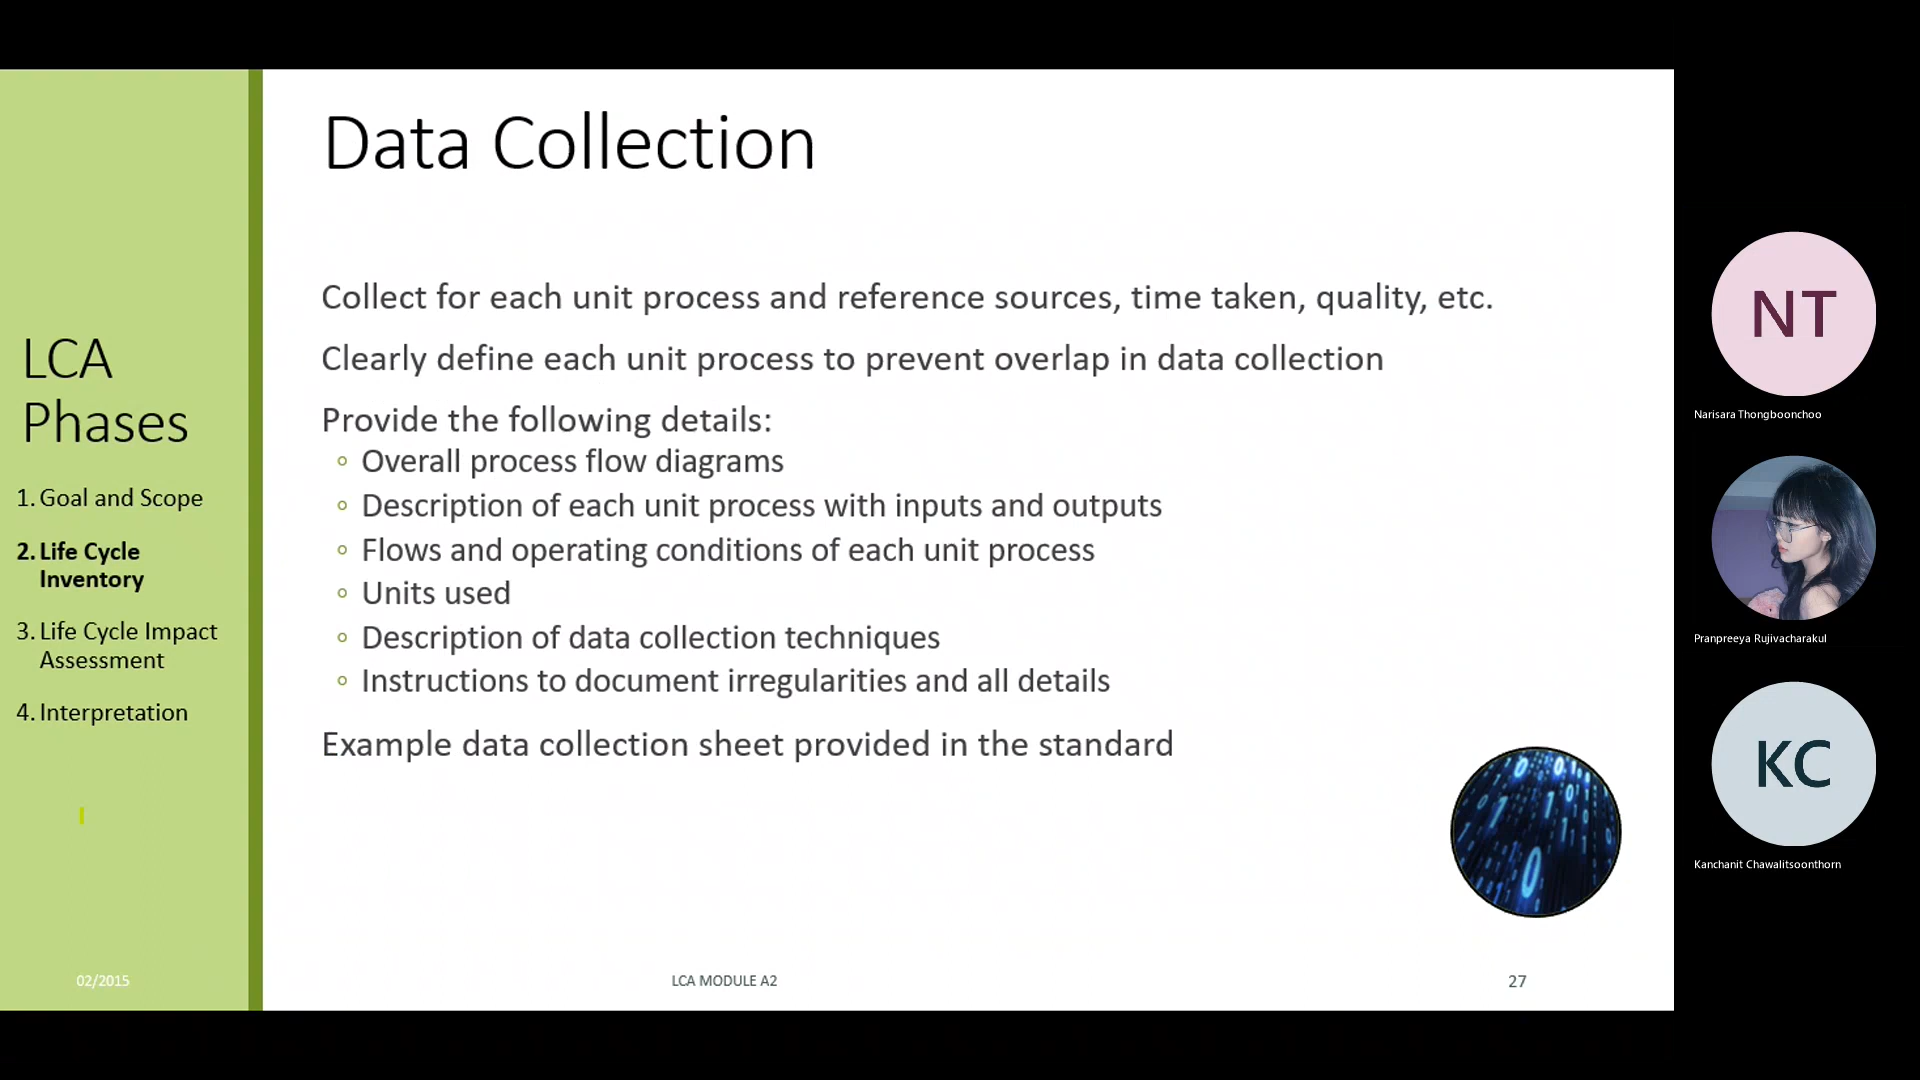 Data Collection
Collect for each unit process and reference sources, time taken, quality, etc.
Clearly define each unit process to prevent overlap in data collection
Provide the following details:
Overall process flow diagrams
Description of each unit process with inputs and outputs
Flows and operating conditions of each unit process
Units used
Description of data collection techniques
Instructions to document irregularities and all details
Example data collection sheet provided in the standard
LCA
Phases
1. Goal and Scope
2. Life Cycle
Inventory
3. Life Cycle Impact
Assessment
4. Interpretation
02/2015
LCA MODULE A2
27
NT
Narisara Thongboonchoo
Pranpreeya Rujivacharakul
KC
Kanchanit Chawalitsoonthorn